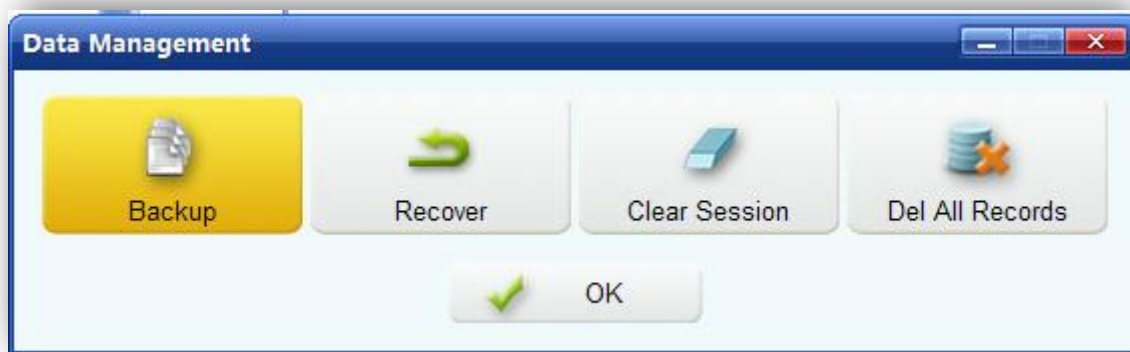 Data Management
Backup
Recover
Clear Session
Del All Records
OK